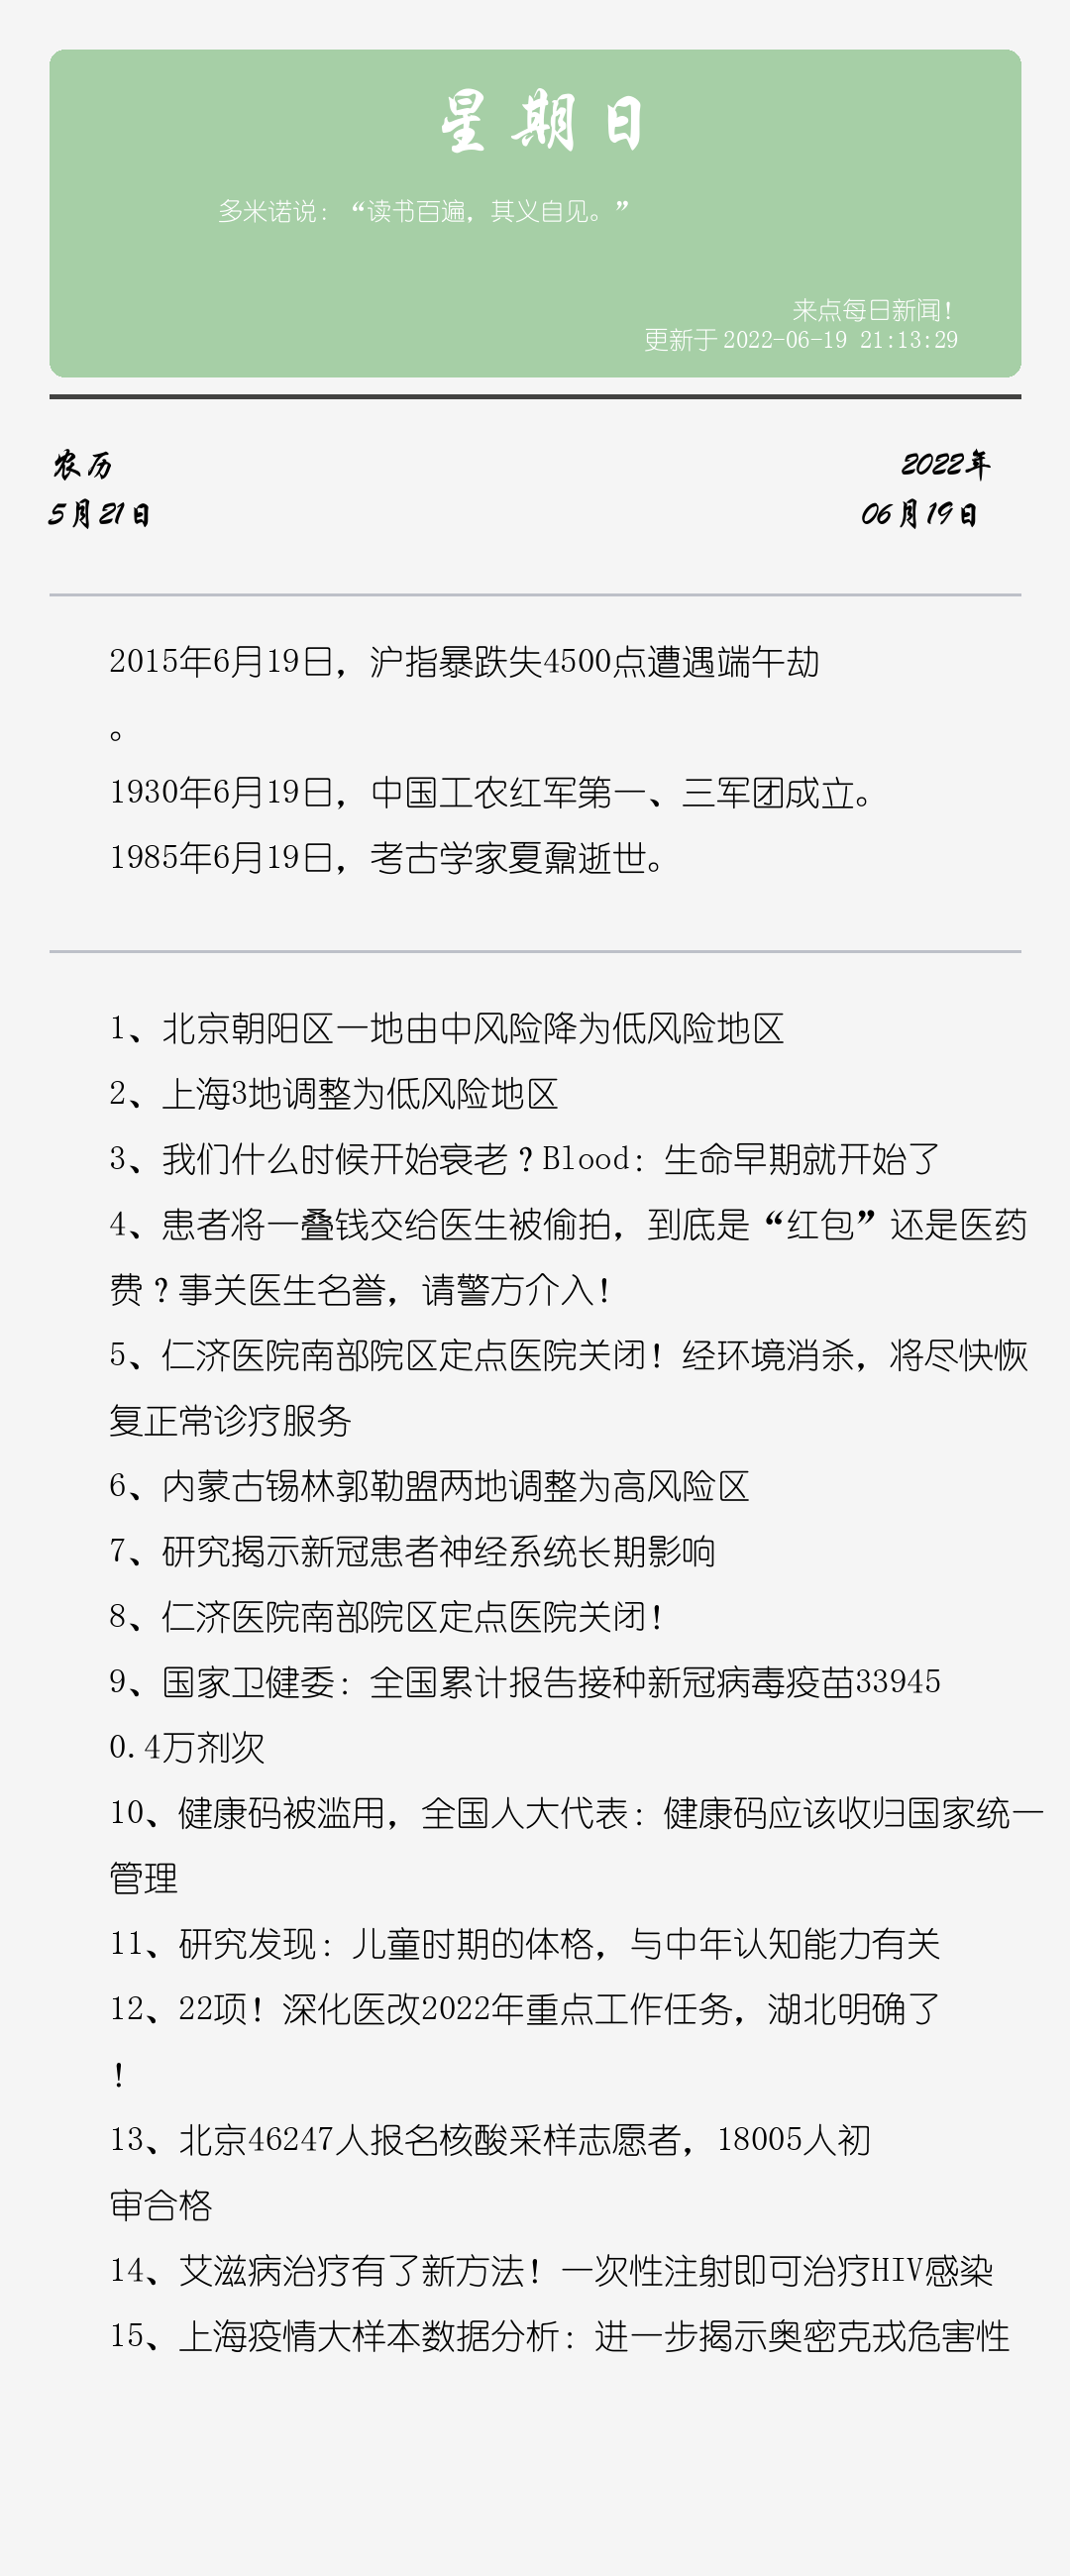 星期日
多米诺说：“读书百遍，其义自见。”
来点每日新闻！
更新于 2022-06-19 21:13:29
农历
5月21日
2022年
06月19日
2015年6月19日，沪指暴跌失4500点遭遇端午劫
。
1930年6月19日，中国工农红军第一、三军团成立。
1985年6月19日，考古学家夏鼐逝世。
1、北京朝阳区一地由中风险降为低风险地区
2、上海3地调整为低风险地区
3、我们什么时候开始衰老？Blood：生命早期就开始了
4、患者将一叠钱交给医生被偷拍，到底是“红包”还是医药
费？事关医生名誉，请警方介入！
5、仁济医院南部院区定点医院关闭！经环境消杀，将尽快恢
复正常诊疗服务
6、内蒙古锡林郭勒盟两地调整为高风险区
7、研究揭示新冠患者神经系统长期影响
8、仁济医院南部院区定点医院关闭！
9、国家卫健委：全国累计报告接种新冠病毒疫苗33945
0.4万剂次
10、健康码被滥用，全国人大代表：健康码应该收归国家统一
管理
11、研究发现：儿童时期的体格，与中年认知能力有关
12、22项！深化医改2022年重点工作任务，湖北明确了
！
13、北京46247人报名核酸采样志愿者，18005人初
审合格
14、艾滋病治疗有了新方法！一次性注射即可治疗HIV感染
15、上海疫情大样本数据分析：进一步揭示奥密克戎危害性